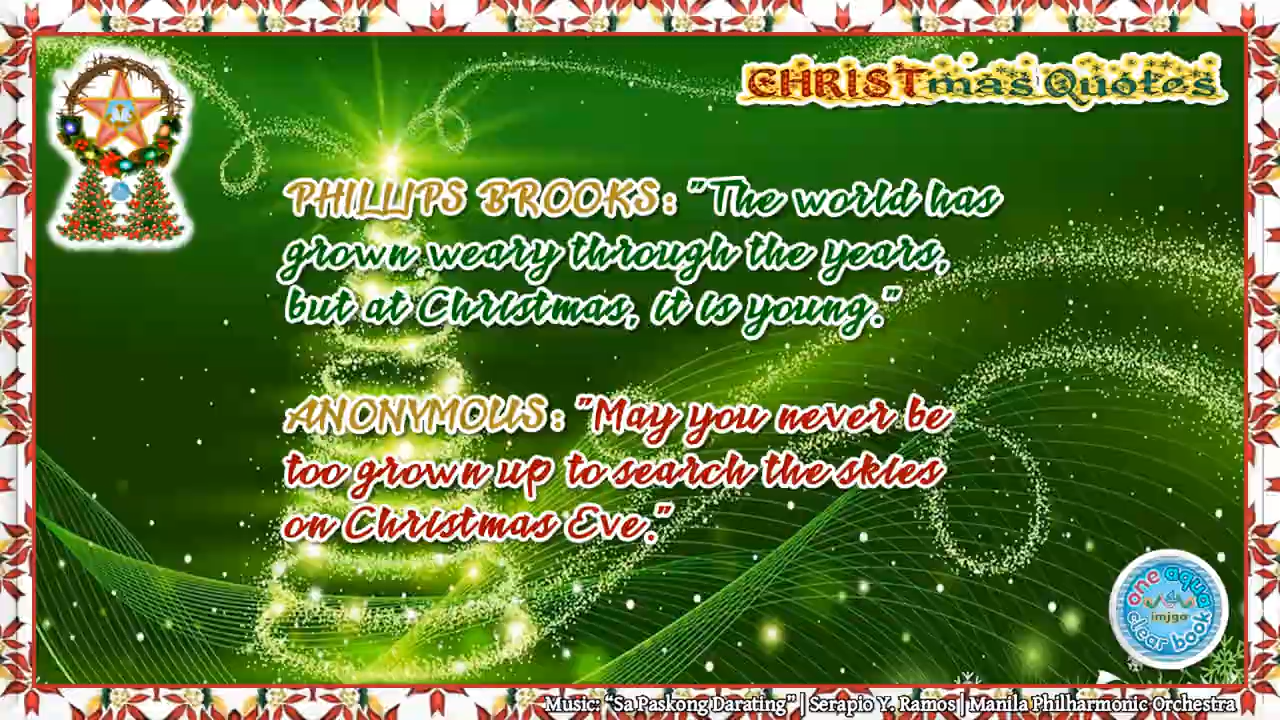 CHRISTmas Quotes
PHILLIPS BROOKS: "The world has
grown weary through the years,
but at Christmas, it is young."
ANONYMOUS: "May you never be
too grown up to search the skies
on Christmas Eve."
one aqua
imjga
clear book
Music: “Sa Paskong Darating” | Serapio Y. Ramos | Manila Philharmonic Orchestra